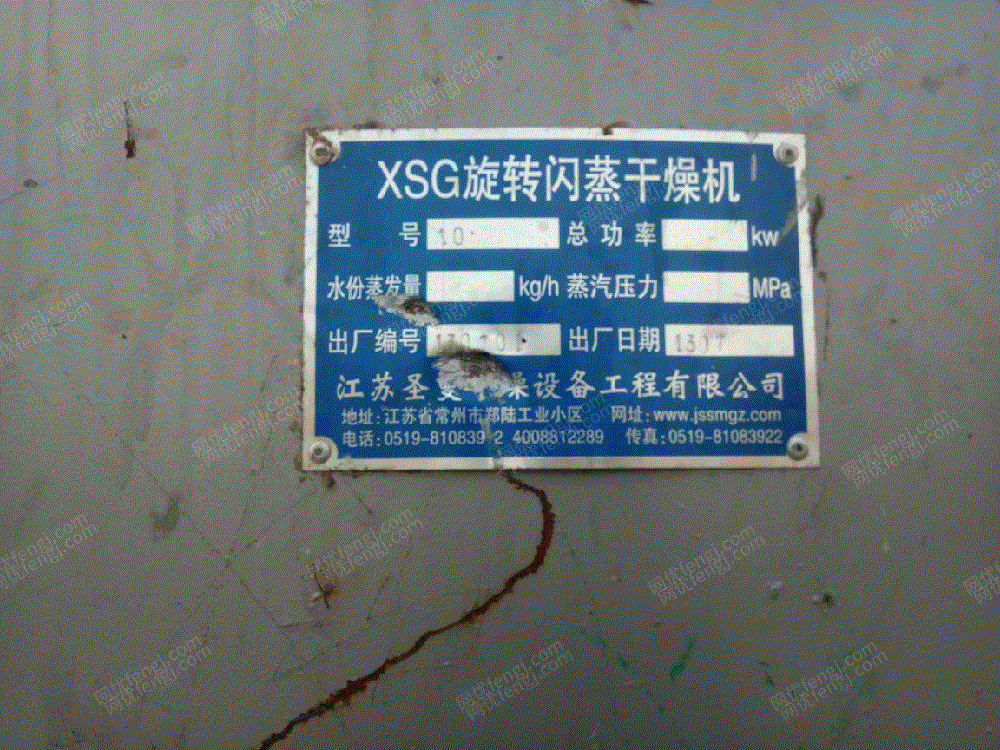 XSG旋转闪蒸干燥机
型 号 10 总功率 kw
水份蒸发量 kg/h 蒸汽压力 MPa
出厂编号 出厂日期 1307
江苏圣 燥设备工程有限公司
地址:江苏省常州市郑陆工业小区 网址:www.jssmgz.com
电话:0519-810839 2 4008812289 传真:0519-81083922